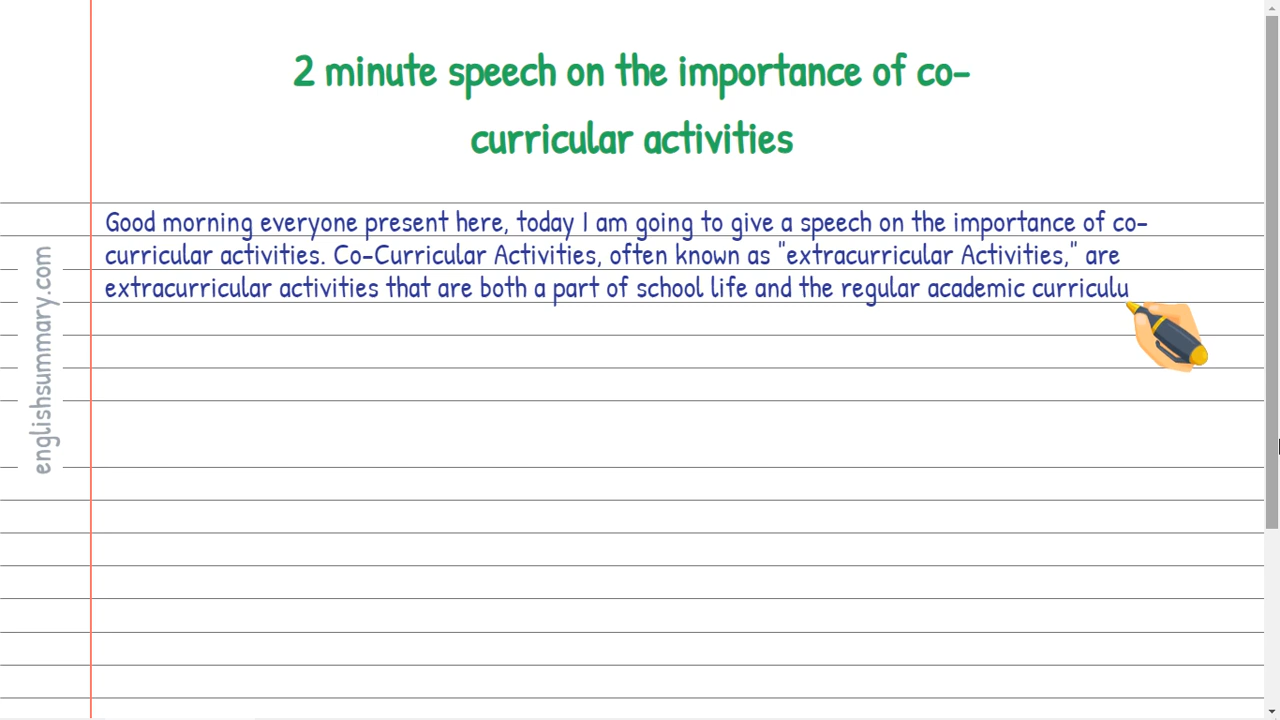 2 minute speech on the importance of co-
curricular activities
Good morning everyone present here, today I am going to give a speech on the importance of co-
curricular activities. Co-Curricular Activities, often known as "extracurricular Activities," are
extracurricular activities that are both a part of school life and the regular academic curriculu
englishsummary.com